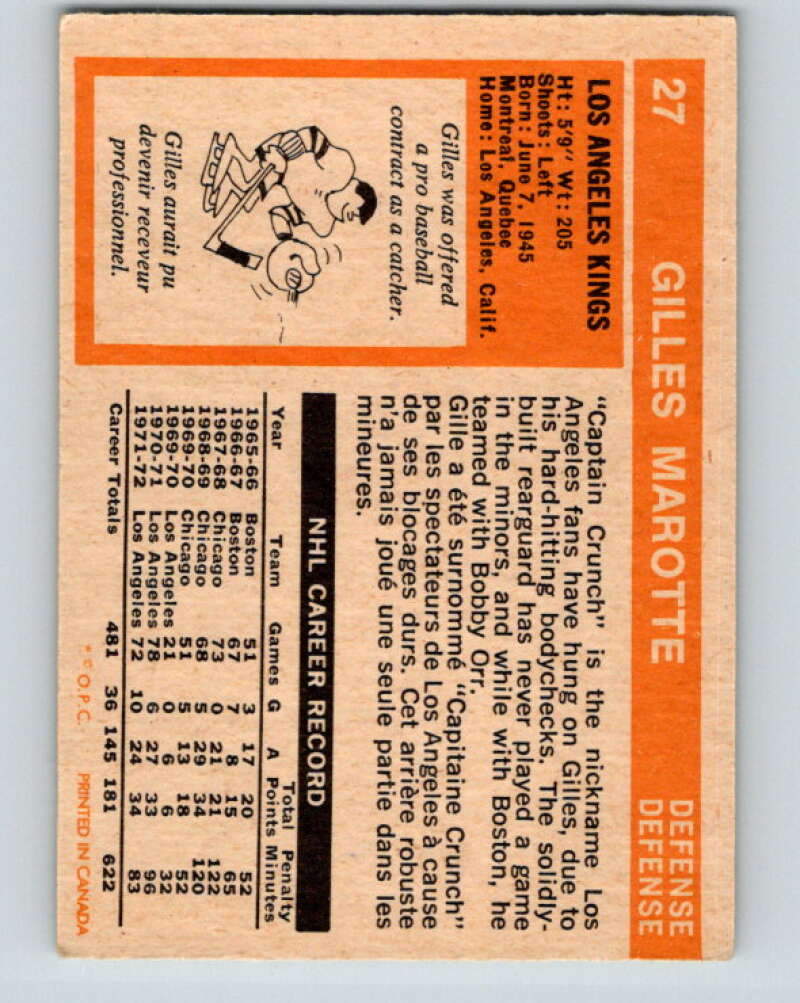 27 GILLES MAROTTE DEFENSE
DEFENSE
LOS ANGELES KINGS
Ht: 5'9" Wt: 205
Shoots: Left
Born: June 7, 1945
Montreal, Quebec
Home: Los Angeles, Calif.
Gilles was offered
a pro baseball
contract as a catcher.
Gilles aurait pu
devenir receveur
professionnel.
"Captain Crunch" is the nickname Los
Angeles fans have hung on Gilles, due to
his hard-hitting bodychecks. The solidly-
built rearguard has never played a game
in the minors, and while with Boston, he
teamed with Bobby Orr.
Gille a été surnommé "Capitaine Crunch"
par les spectateurs de Los Angeles à cause
de ses blocages durs. Cet arrière robuste
n'a jamais joué une seule partie dans les
mineures.
NHL CAREER RECORD
Total Penalty
Year Team Games G A Points Minutes
1965-66 Boston 51 3 17 20 52
1966-67 Boston 67 7 8 15 65
1967-68 Chicago 73 0 21 21 122
1968-69 Chicago 68 5 29 34 120
1969-70 Chicago 51 5 13 18 52
1969-70 Los Angeles 21 0 6 6 32
1970-71 Los Angeles 78 6 27 33 96
1971-72 Los Angeles 72 10 24 34 83
Career Totals 481 36 145 181 622
* © O.P.C. PRINTED IN CANADA